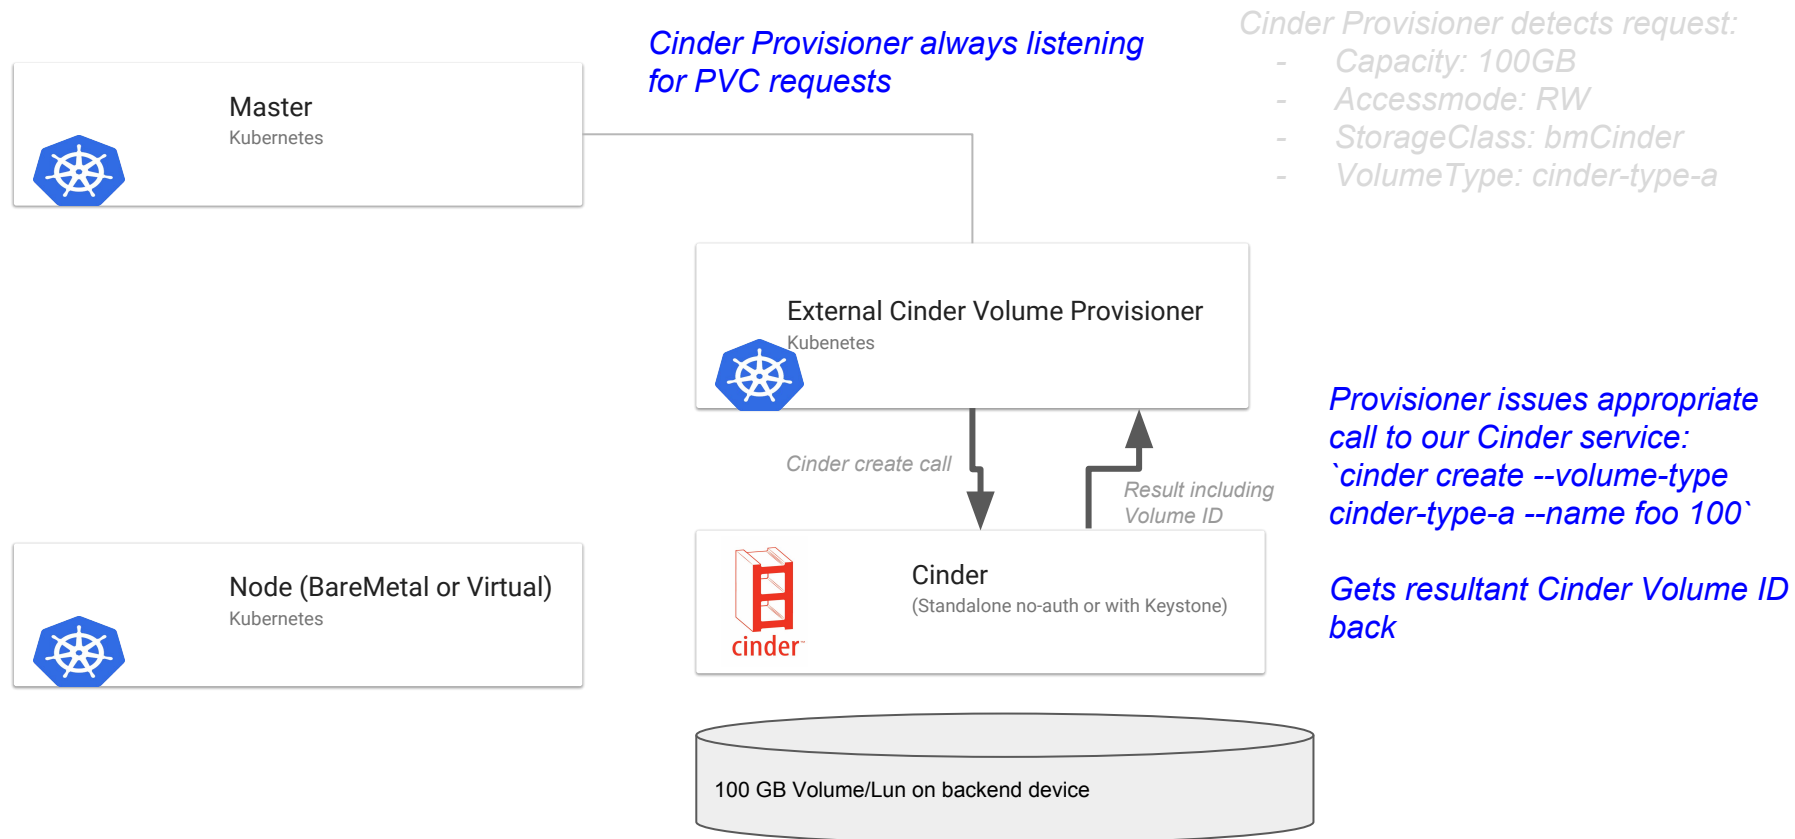 Cinder Provisioner always listening
for PVC requests
Cinder Provisioner detects request:
- Capacity: 100GB
- Accessmode: RW
- StorageClass: bmCinder
- VolumeType: cinder-type-a
Master
Kubernetes
External Cinder Volume Provisioner
Kubenetes
Cinder create call
Result including
Volume ID
Provisioner issues appropriate
call to our Cinder service:
`cinder create --volume-type
cinder-type-a --name foo 100`
Gets resultant Cinder Volume ID
back
Node (BareMetal or Virtual)
Kubernetes
Cinder
(Standalone no-auth or with Keystone)
cinder™
100 GB Volume/Lun on backend device